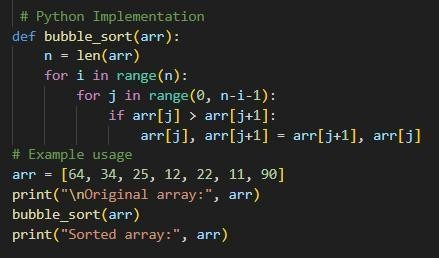 # Python Implementation
def bubble_sort(arr):
    n = len(arr)
    for i in range(n):
        for j in range(0, n-i-1):
            if arr[j] > arr[j+1]:
                arr[j], arr[j+1] = arr[j+1], arr[j]
# Example usage
arr = [64, 34, 25, 12, 22, 11, 90]
print("\nOriginal array:", arr)
bubble_sort(arr)
print("Sorted array:", arr)